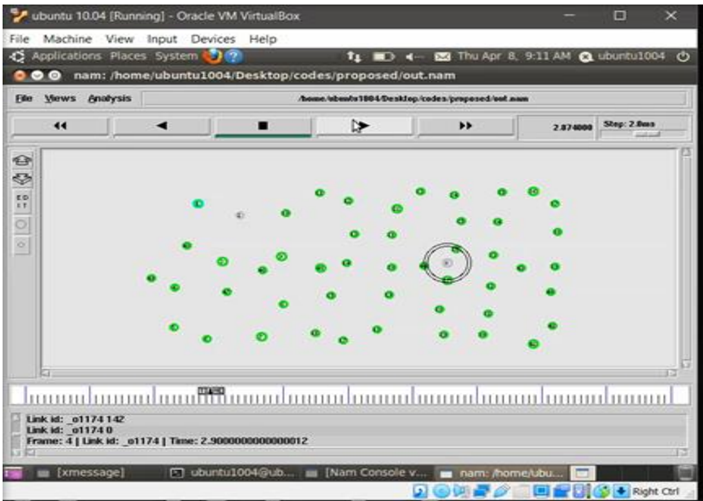 ubuntu 10.04 [Running] - Oracle VM VirtualBox
File Machine View Input Devices Help
Applications Places System Thu Apr 8, 9:11 AM ubuntu1004
nam: /home/ubuntu1004/Desktop/codes/proposed/out.nam
File Views Analysis /home/ubuntu1004/Desktop/codes/proposed/out.nam
2.874000 Step: 2.0ms
ED
IT
Link id: _o1174 142
Link id: _o1174 0
Frame: 4 | Link id: _o1174 | Time: 2.9000000000000012
[xmessage] ubuntu1004@ub... [Nam Console v... nam: /home/ubu...
Right Ctrl